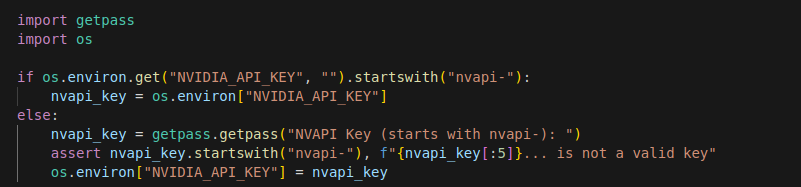 import getpass
import os

if os.environ.get("NVIDIA_API_KEY", "").startswith("nvapi-"):
    nvapi_key = os.environ["NVIDIA_API_KEY"]
else:
    nvapi_key = getpass.getpass("NVAPI Key (starts with nvapi-): ")
    assert nvapi_key.startswith("nvapi-"), f"{nvapi_key[:5]}... is not a valid key"
    os.environ["NVIDIA_API_KEY"] = nvapi_key